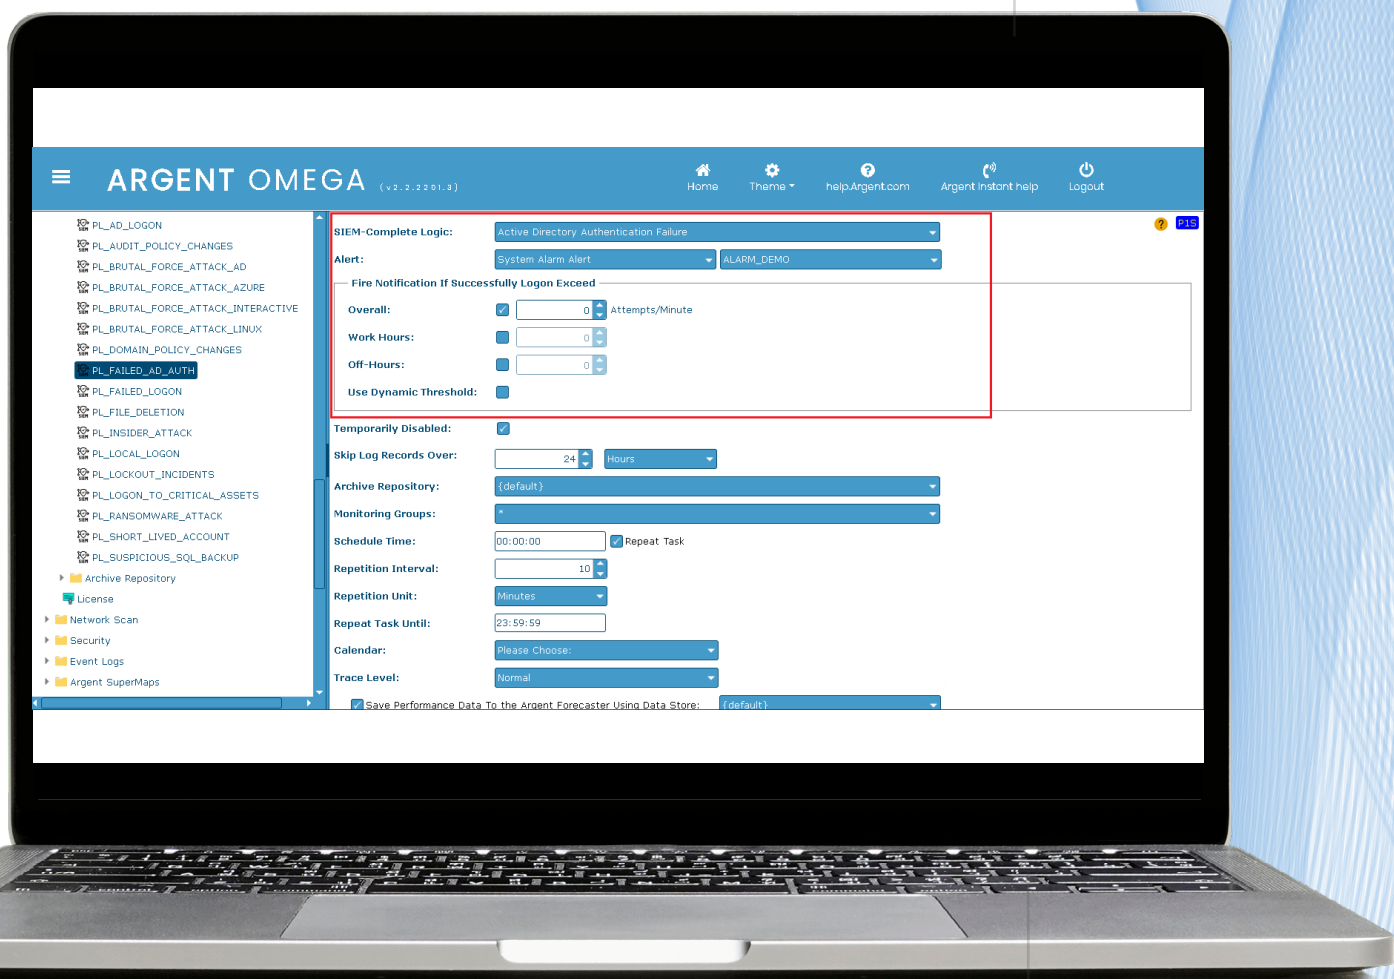 ARGENT OMEGA (v2.2.2201.3)
Home
Theme
help.Argent.com
Argent Instant help
Logout
PL_AD_LOGON
PL_AUDIT_POLICY_CHANGES
PL_BRUTAL_FORCE_ATTACK_AD
PL_BRUTAL_FORCE_ATTACK_AZURE
PL_BRUTAL_FORCE_ATTACK_INTERACTIVE
PL_BRUTAL_FORCE_ATTACK_LINUX
PL_DOMAIN_POLICY_CHANGES
PL_FAILED_AD_AUTH
PL_FAILED_LOGON
PL_FILE_DELETION
PL_INSIDER_ATTACK
PL_LOCAL_LOGON
PL_LOCKOUT_INCIDENTS
PL_LOGON_TO_CRITICAL_ASSETS
PL_RANSOMWARE_ATTACK
PL_SHORT_LIVED_ACCOUNT
PL_SUSPICIOUS_SQL_BACKUP
Archive Repository
License
Network Scan
Security
Event Logs
Argent SuperMaps
P1S
SIEM-Complete Logic: Active Directory Authentication Failure
Alert: System Alarm Alert ALARM_DEMO
Fire Notification If Successfully Logon Exceed
Overall: 0 Attempts/Minute
Work Hours: 0
Off-Hours: 0
Use Dynamic Threshold:
Temporarily Disabled:
Skip Log Records Over: 24 Hours
Archive Repository: {default}
Monitoring Groups: *
Schedule Time: 00:00:00 Repeat Task
Repetition Interval: 10
Repetition Unit: Minutes
Repeat Task Until: 23:59:59
Calendar: Please Choose:
Trace Level: Normal
Save Performance Data To the Argent Forecaster Using Data Store: {default}